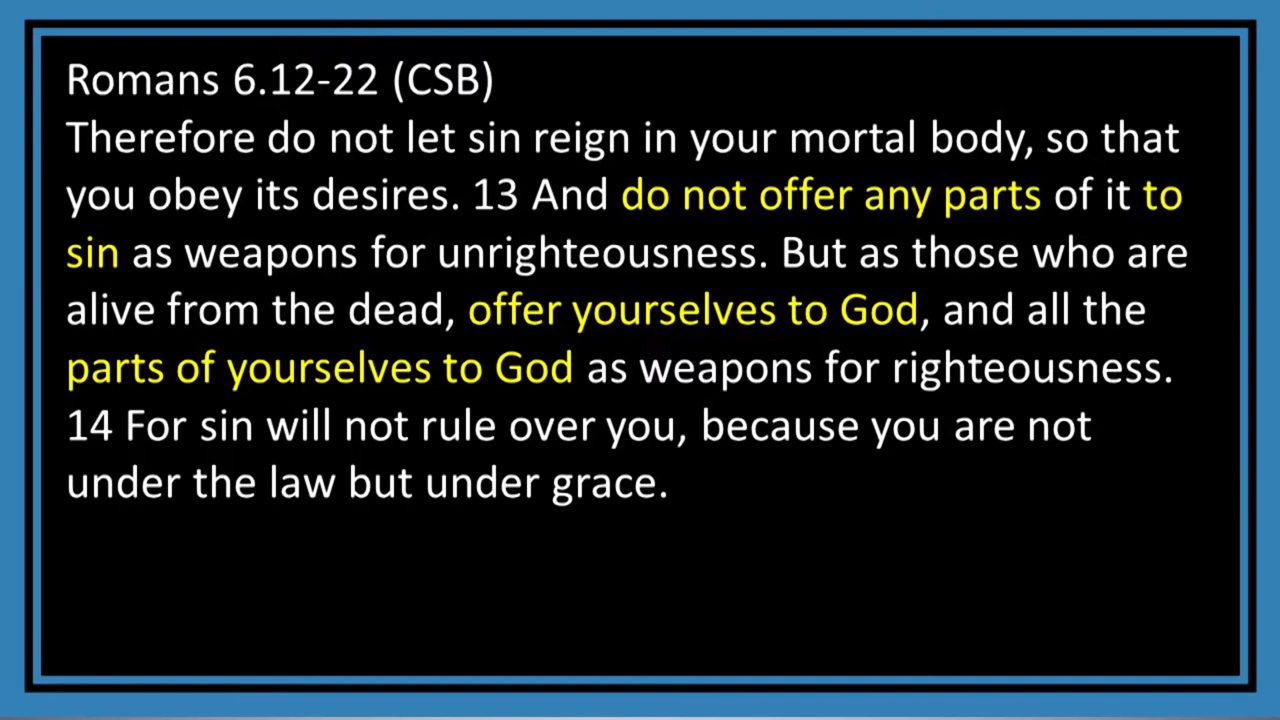 Romans 6.12-22 (CSB)
Therefore do not let sin reign in your mortal body, so that
you obey its desires. 13 And do not offer any parts of it to
sin as weapons for unrighteousness. But as those who are
alive from the dead, offer yourselves to God, and all the
parts of yourselves to God as weapons for righteousness.
14 For sin will not rule over you, because you are not
under the law but under grace.